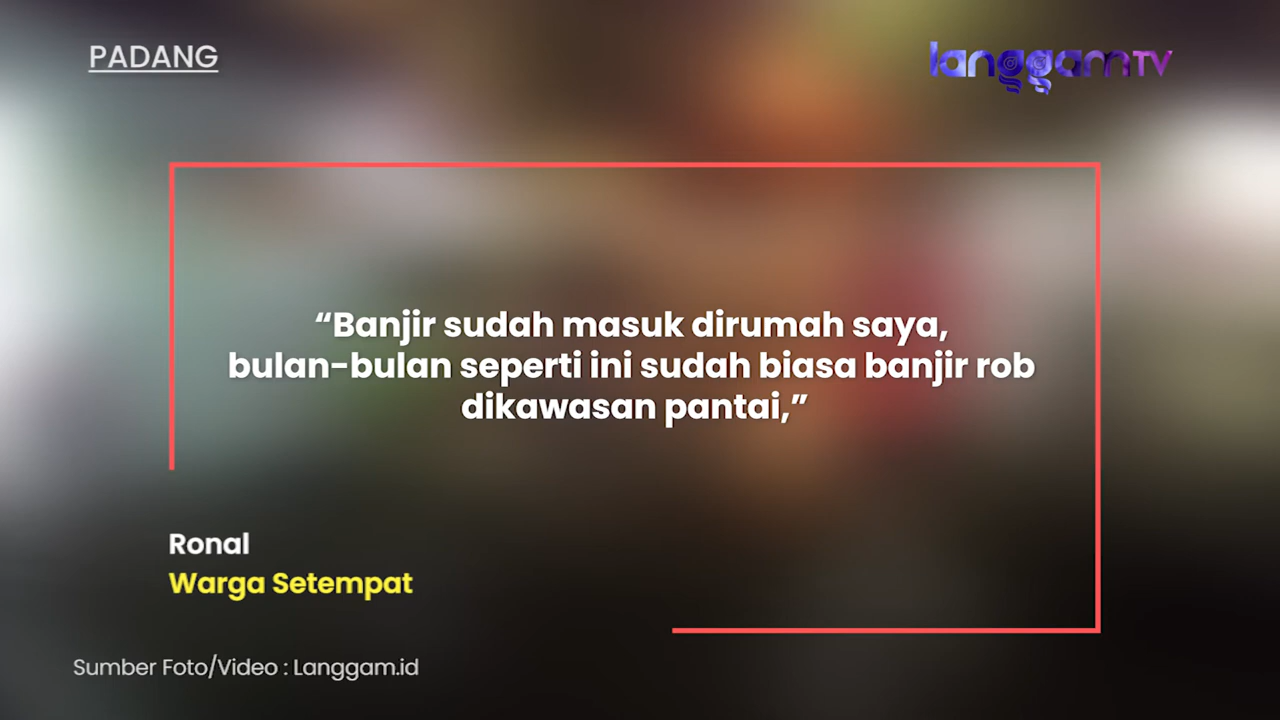 PADANG
langgamTV
“Banjir sudah masuk dirumah saya,
bulan-bulan seperti ini sudah biasa banjir rob
dikawasan pantai,”
Ronal
Warga Setempat
Sumber Foto/Video : Langgam.id